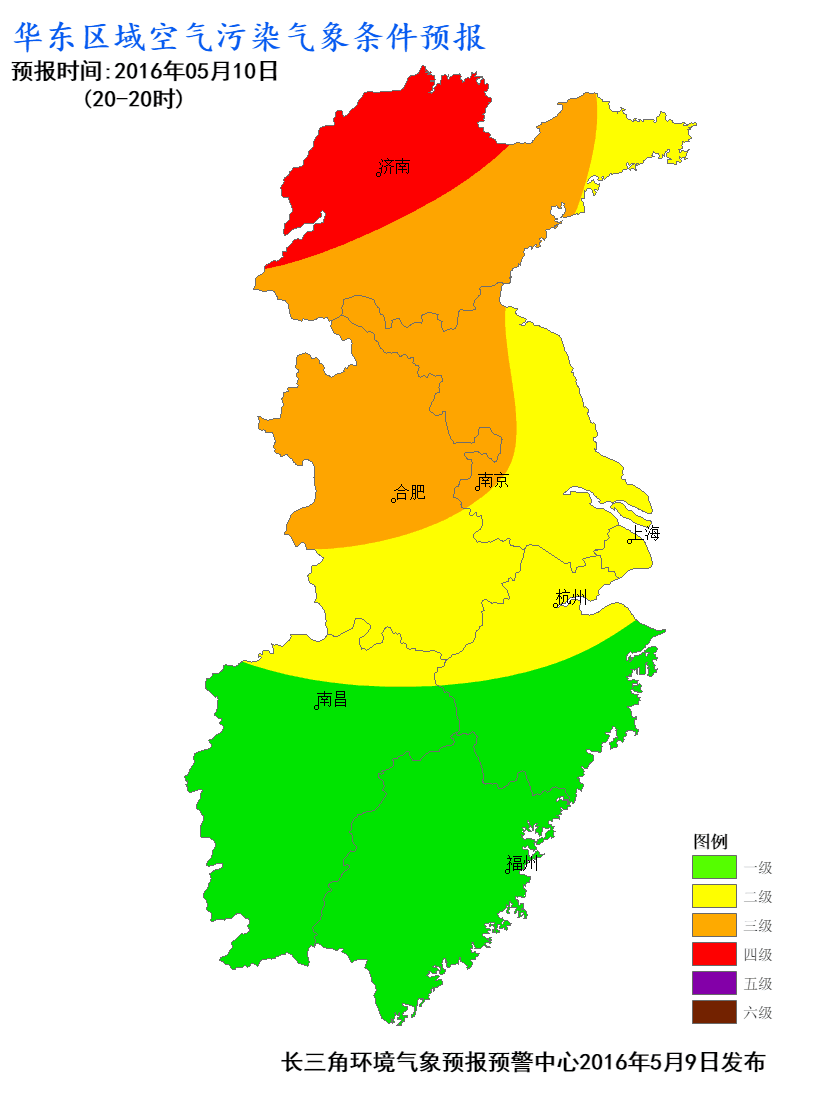 华东区域空气污染气象条件预报
预报时间:2016年05月10日
(20-20时)
济南
合肥
南京
上海
杭州
南昌
福州
图例
一级
二级
三级
四级
五级
六级
长三角环境气象预报预警中心2016年5月9日发布